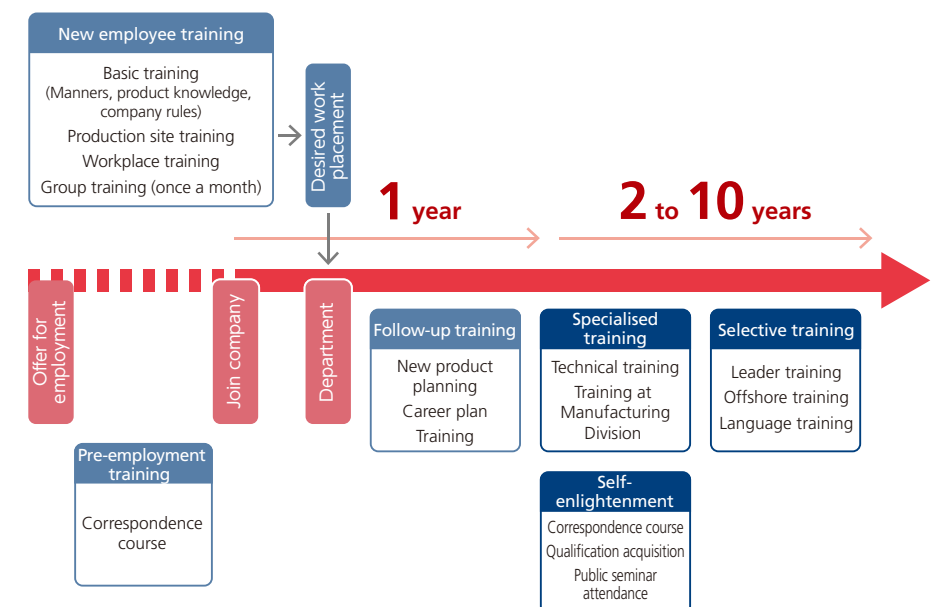 New employee training
Basic training
(Manners, product knowledge,
company rules)
Production site training
Workplace training
Group training (once a month)
Desired work
placement
1 year
2 to 10 years
Offer for
employment
Join company
Department
Pre-employment
training
Correspondence
course
Follow-up training
New product
planning
Career plan
Training
Specialised
training
Technical training
Training at
Manufacturing
Division
Selective training
Leader training
Offshore training
Language training
Self-
enlightenment
Correspondence course
Qualification acquisition
Public seminar
attendance